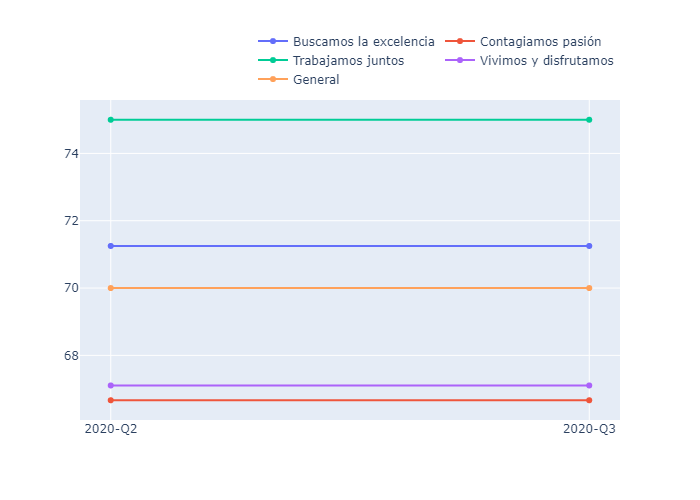 Buscamos la excelencia Contagiamos pasión
Trabajamos juntos Vivimos y disfrutamos
General
74
72
70
68
2020-Q2 2020-Q3